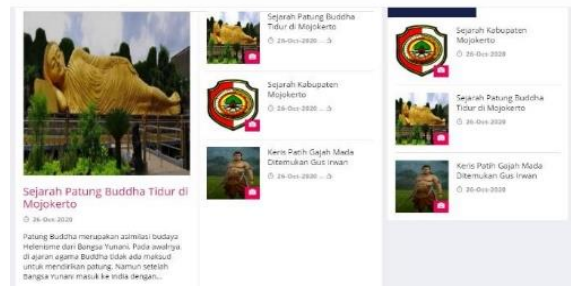 Sejarah Patung Buddha Tidur di
Mojokerto
26-Oct-2020
Patung Buddha merupakan asimilasi budaya
Helenisme dari Bangsa Yunani. Pada awalnya
di ajaran agama Buddha tidak ada maksud
untuk mendirikan patung. Namun setelah
Bangsa Yunani masuk ke India dengan...
Sejarah Patung Buddha
Tidur di Mojokerto
26-Oct-2020 ...
Sejarah Kabupaten
Mojokerto
26-Oct-2020 ...
Keris Patih Gajah Mada
Ditemukan Gus Irwan
26-Oct-2020 ...
Sejarah Kabupaten
Mojokerto
26-Oct-2020
Sejarah Patung Buddha
Tidur di Mojokerto
26-Oct-2020
Keris Patih Gajah Mada
Ditemukan Gus Irwan
26-Oct-2020